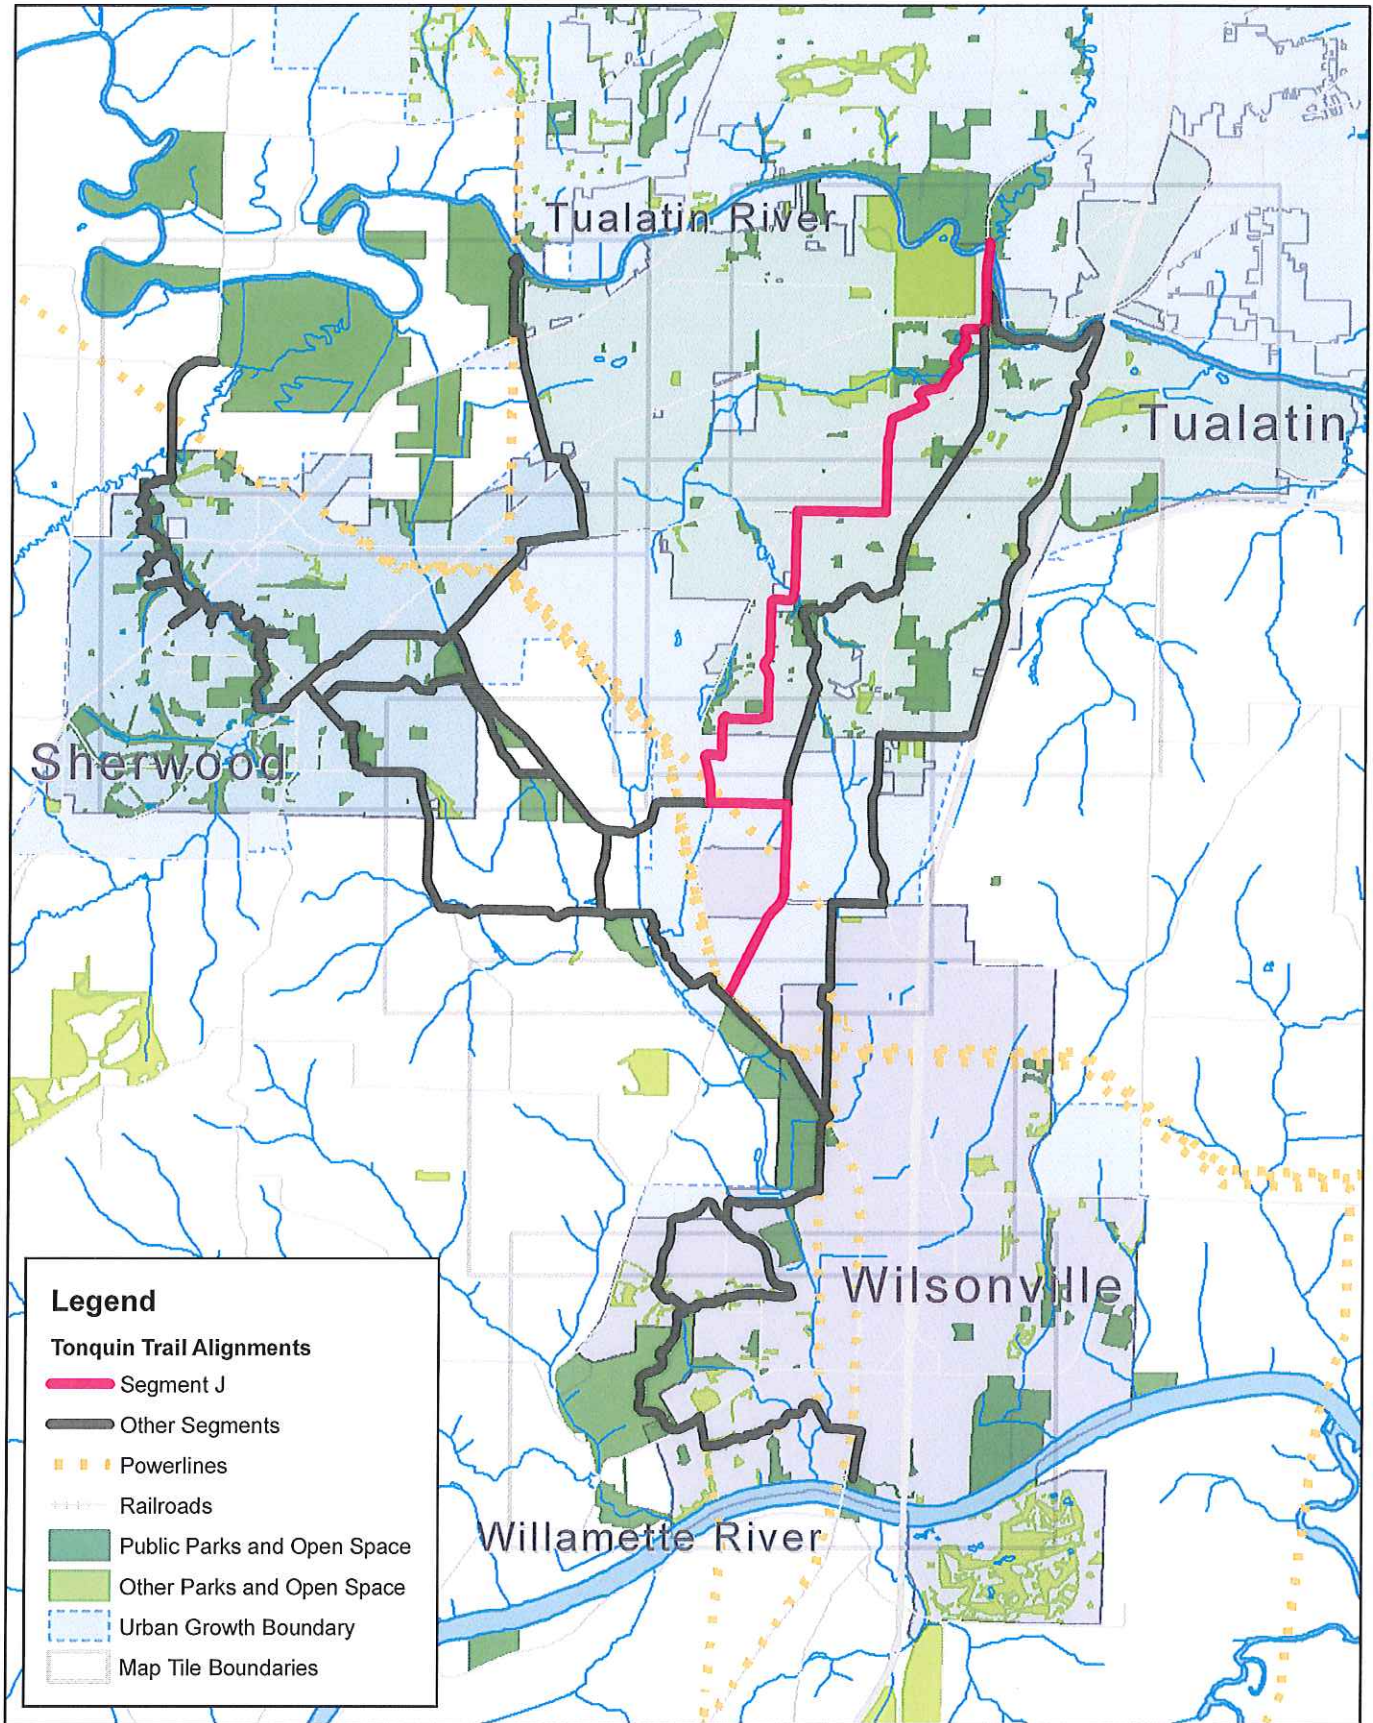 Tualatin River
Tualatin
Sherwood
Wilsonville
Willamette River
Legend
Tonquin Trail Alignments
Segment J
Other Segments
Powerlines
Railroads
Public Parks and Open Space
Other Parks and Open Space
Urban Growth Boundary
Map Tile Boundaries